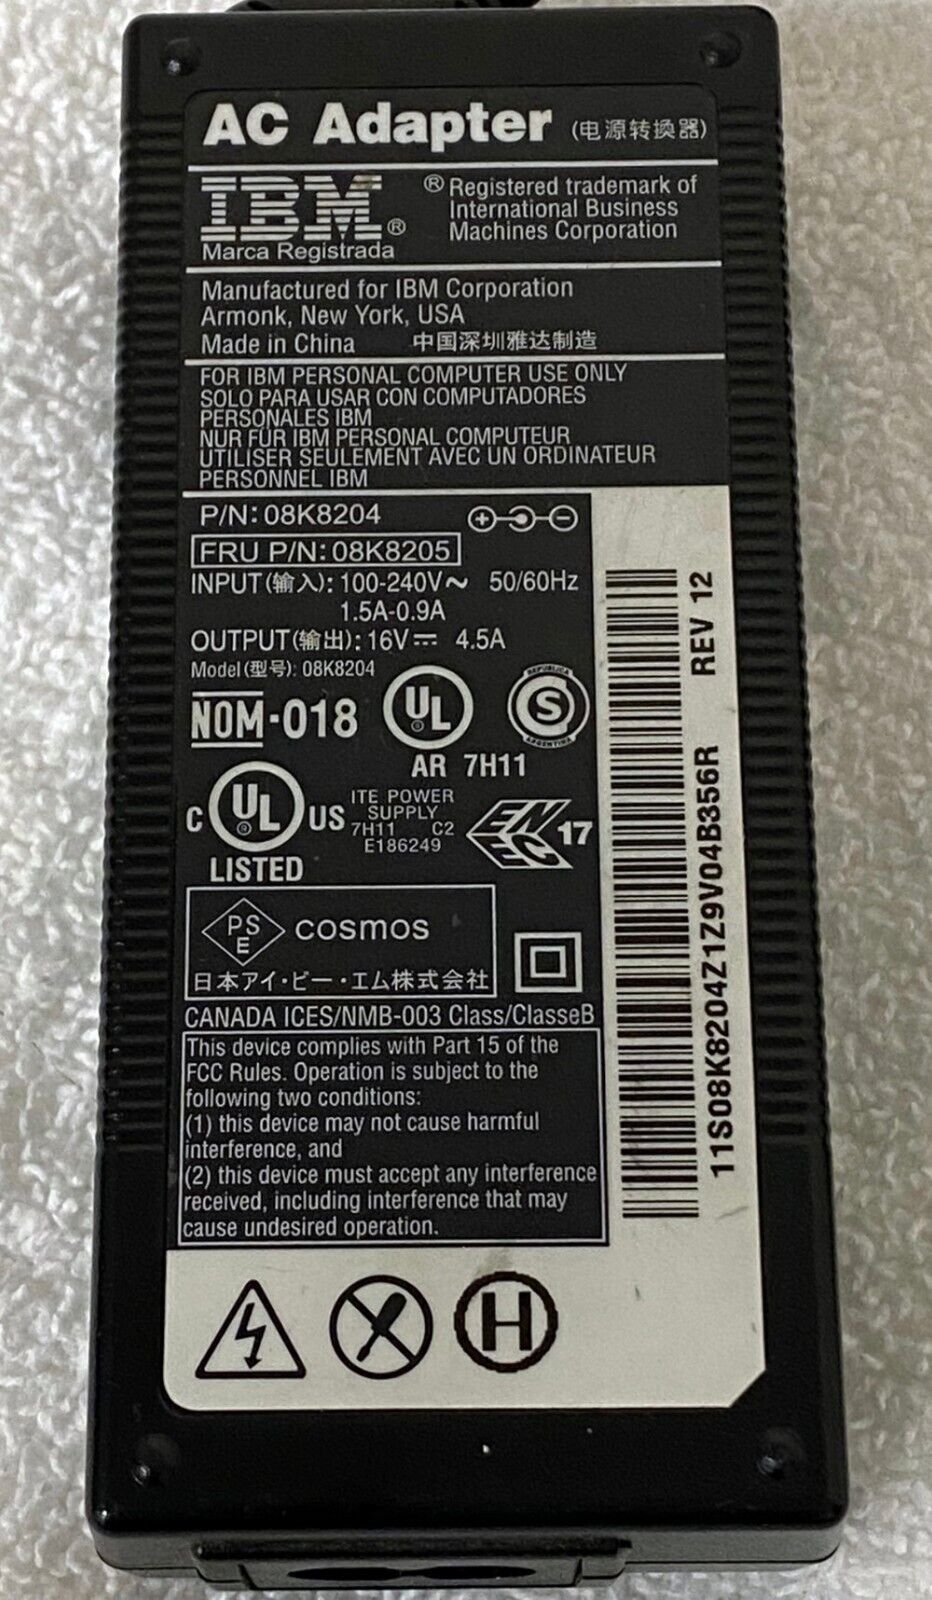 AC Adapter (电源转换器)
IBM®
Marca Registrada
® Registered trademark of
International Business
Machines Corporation
Manufactured for IBM Corporation
Armonk, New York, USA
Made in China 中国深圳雅达制造
FOR IBM PERSONAL COMPUTER USE ONLY
SOLO PARA USAR CON COMPUTADORES
PERSONALES IBM
NUR FÜR IBM PERSONAL COMPUTEUR
UTILISER SEULEMENT AVEC UN ORDINATEUR
PERSONNEL IBM
P/N: 08K8204
FRU P/N: 08K8205
INPUT(输入): 100-240V~ 50/60Hz
1.5A-0.9A
OUTPUT(输出): 16V⎓ 4.5A
Model(型号): 08K8204
NOM-018
UL®
AR 7H11
REPUBLICA
S
ARGENTINA
C UL® US
LISTED
ITE POWER
SUPPLY
7H11 C2
E186249
ENEC 17
PS
E
cosmos
日本アイ・ビー・エム株式会社
CANADA ICES/NMB-003 Class/ClasseB
This device complies with Part 15 of the
FCC Rules. Operation is subject to the
following two conditions:
(1) this device may not cause harmful
interference, and
(2) this device must accept any interference
received, including interference that may
cause undesired operation.
H
11S08K8204Z1Z9V04B356R REV 12